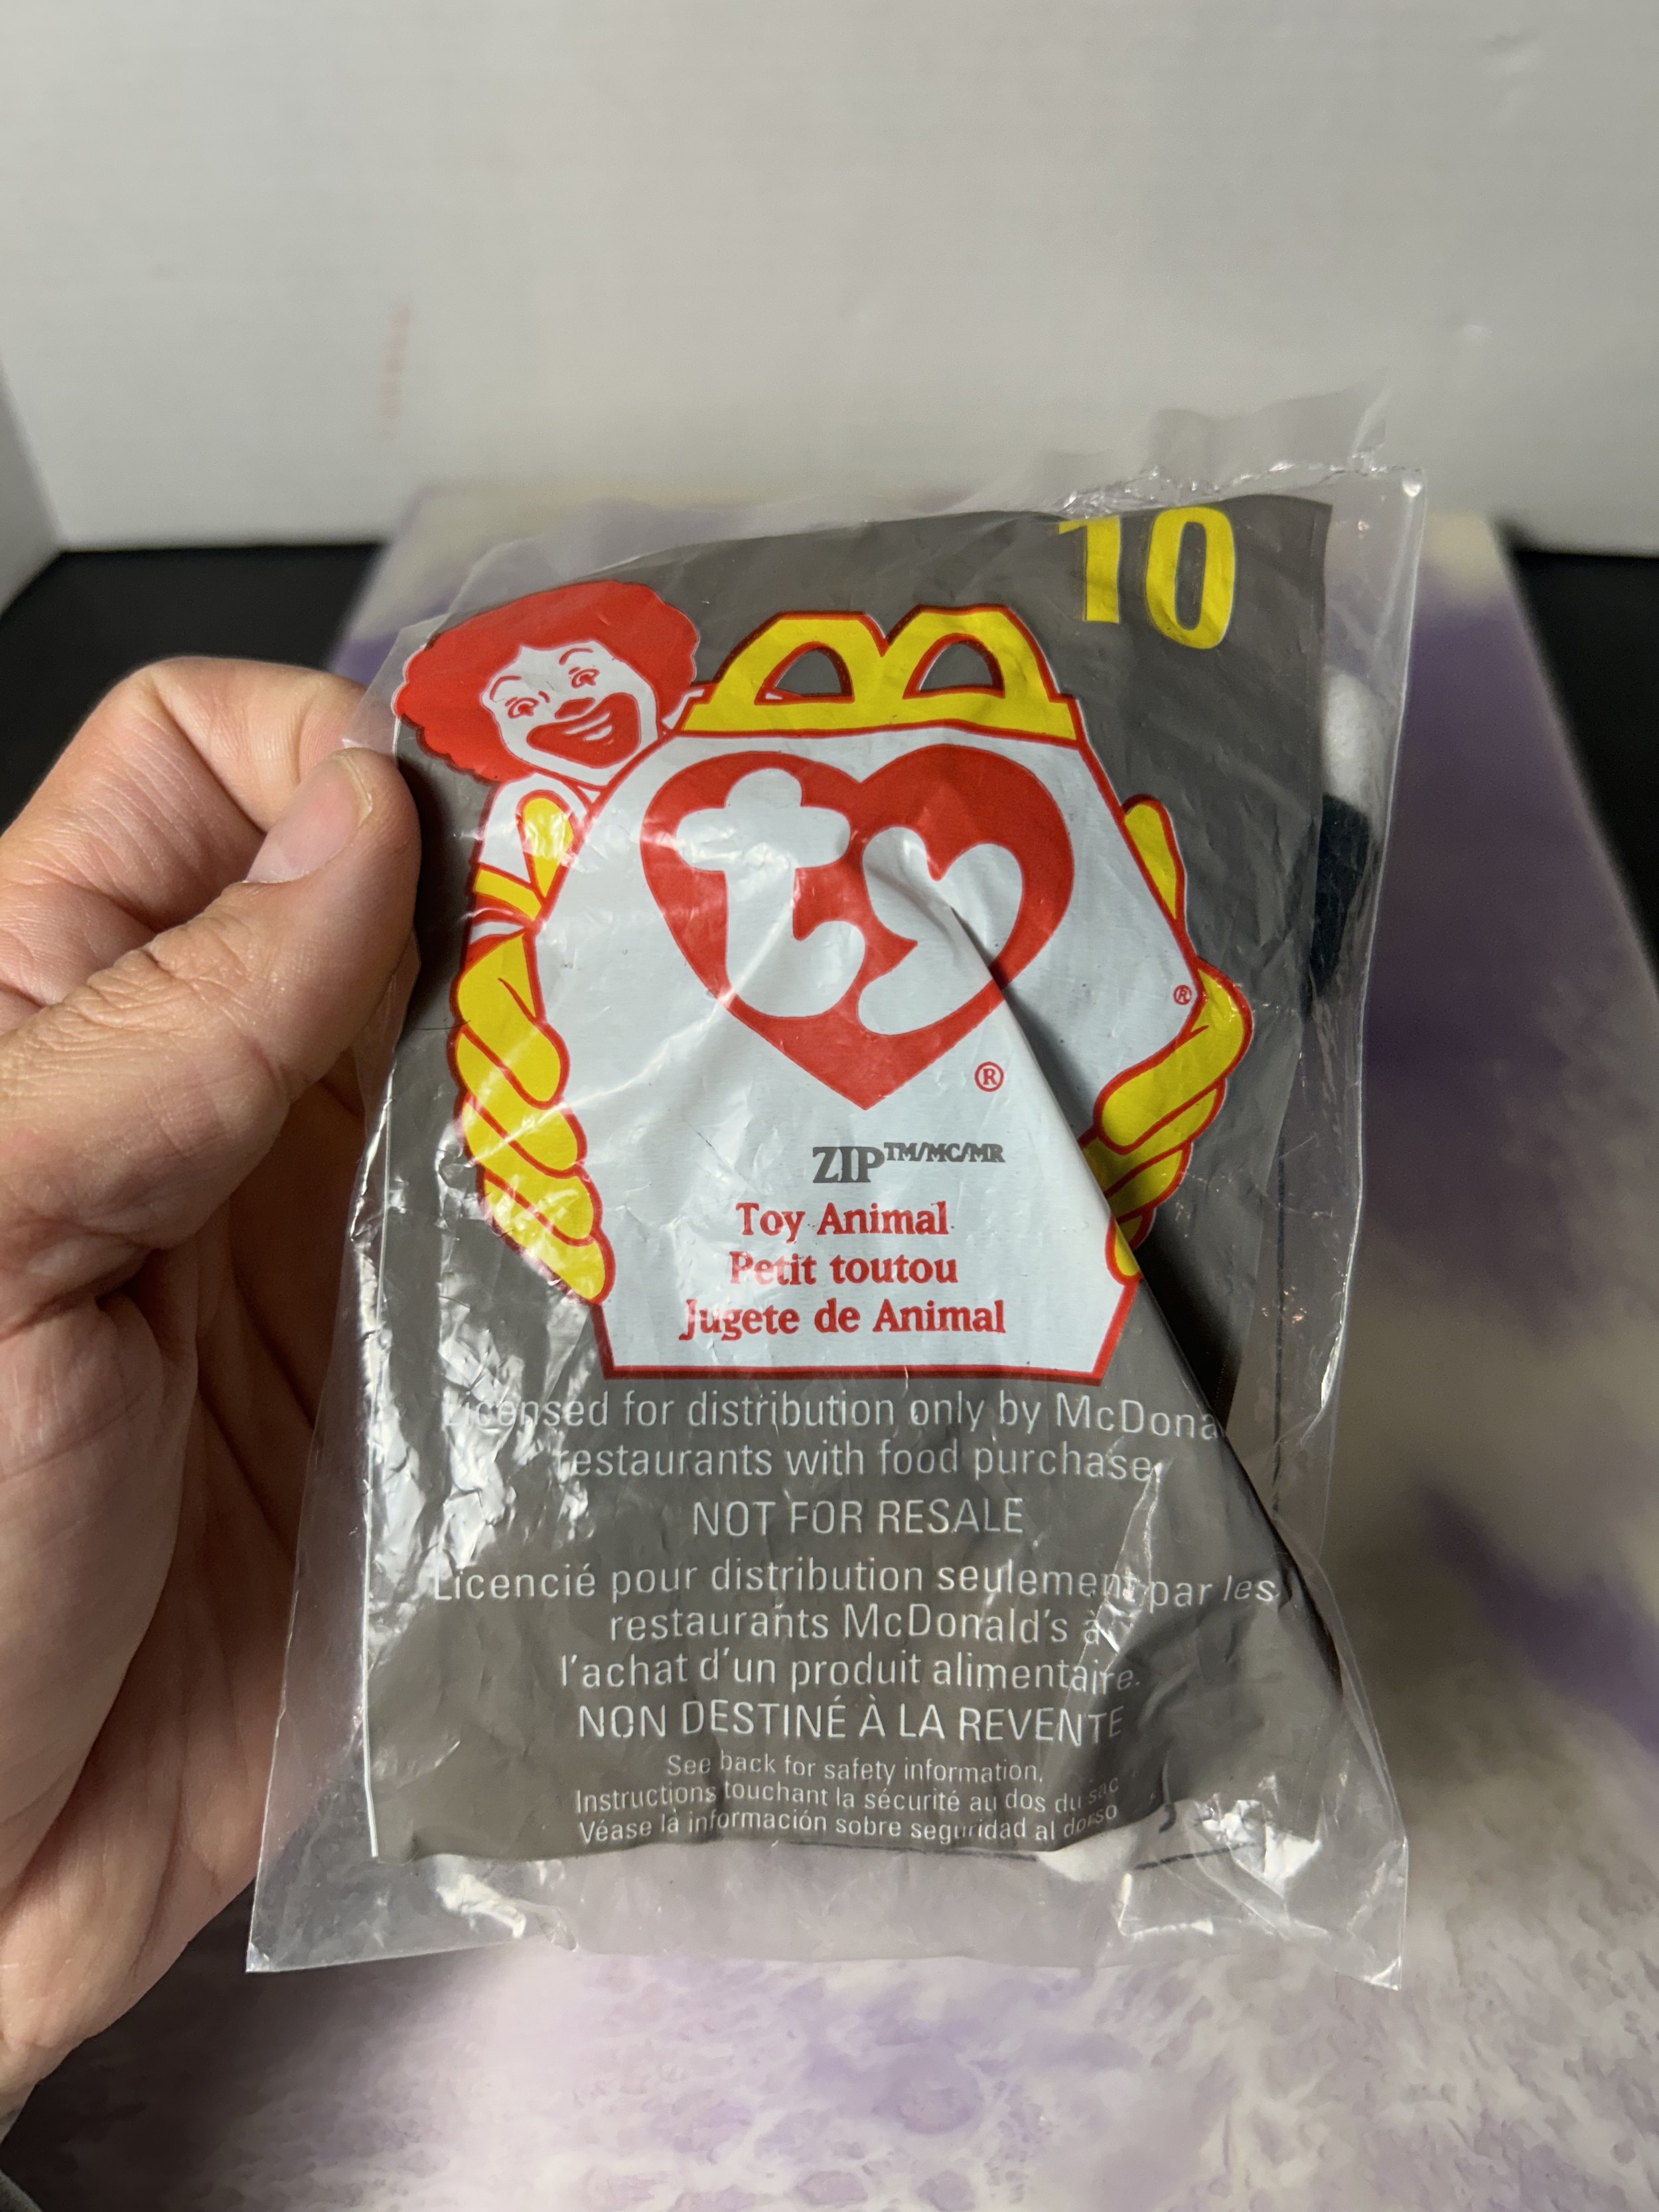 10
ty
®
®
ZIP™/MC/MR
Toy Animal
Petit toutou
Jugete de Animal
Licensed for distribution only by McDona
restaurants with food purchase.
NOT FOR RESALE
Licencié pour distribution seulement par les
restaurants McDonald's à
l'achat d'un produit alimentaire.
NON DESTINÉ À LA REVENTE
See back for safety information.
Instructions touchant la sécurité au dos du sac
Véase la información sobre seguridad al dorso